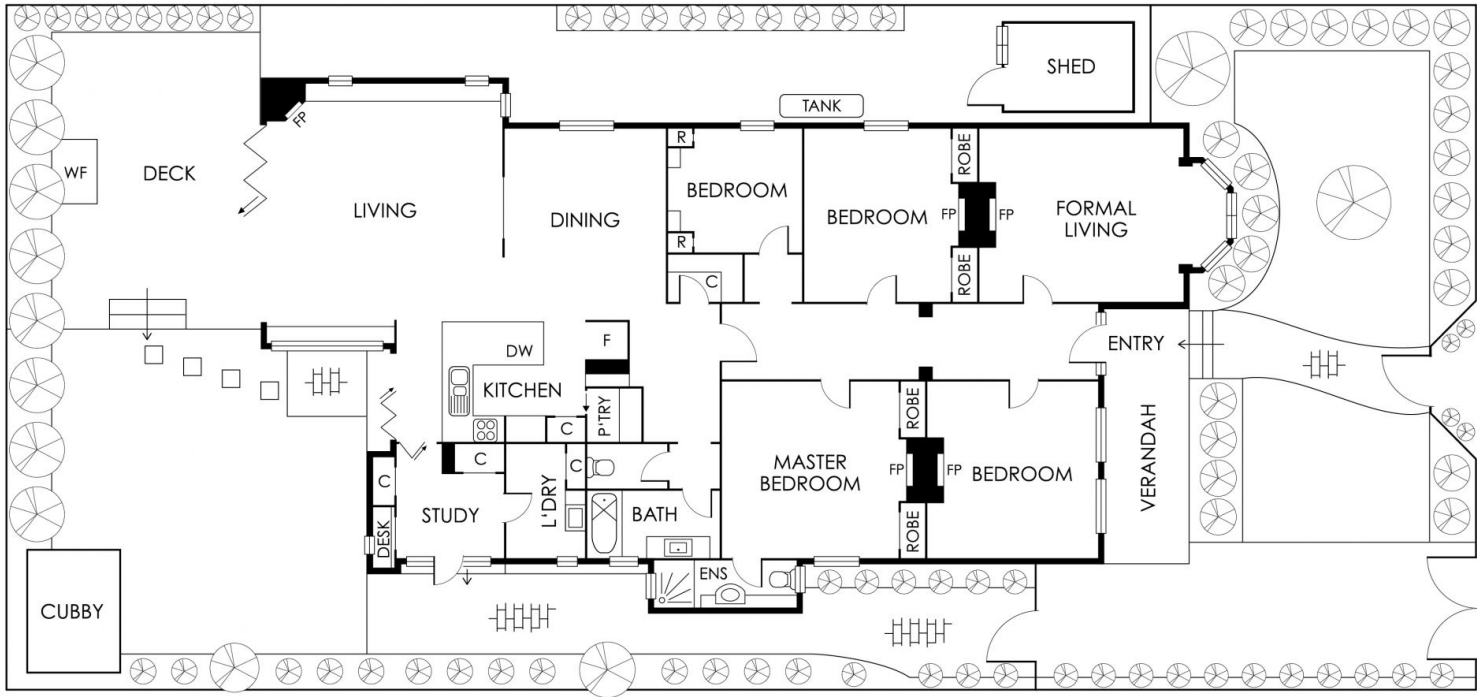 SHED
TANK
FP
WF
DECK
LIVING
DINING
R
BEDROOM
R
C
BEDROOM
ROBE
ROBE
FP
FP
FORMAL
LIVING
ENTRY
VERANDAH
F
DW
KITCHEN
P'TRY
C
C
C
C
DESK
STUDY
L'DRY
BATH
ENS
MASTER
BEDROOM
ROBE
ROBE
FP
FP
BEDROOM
CUBBY